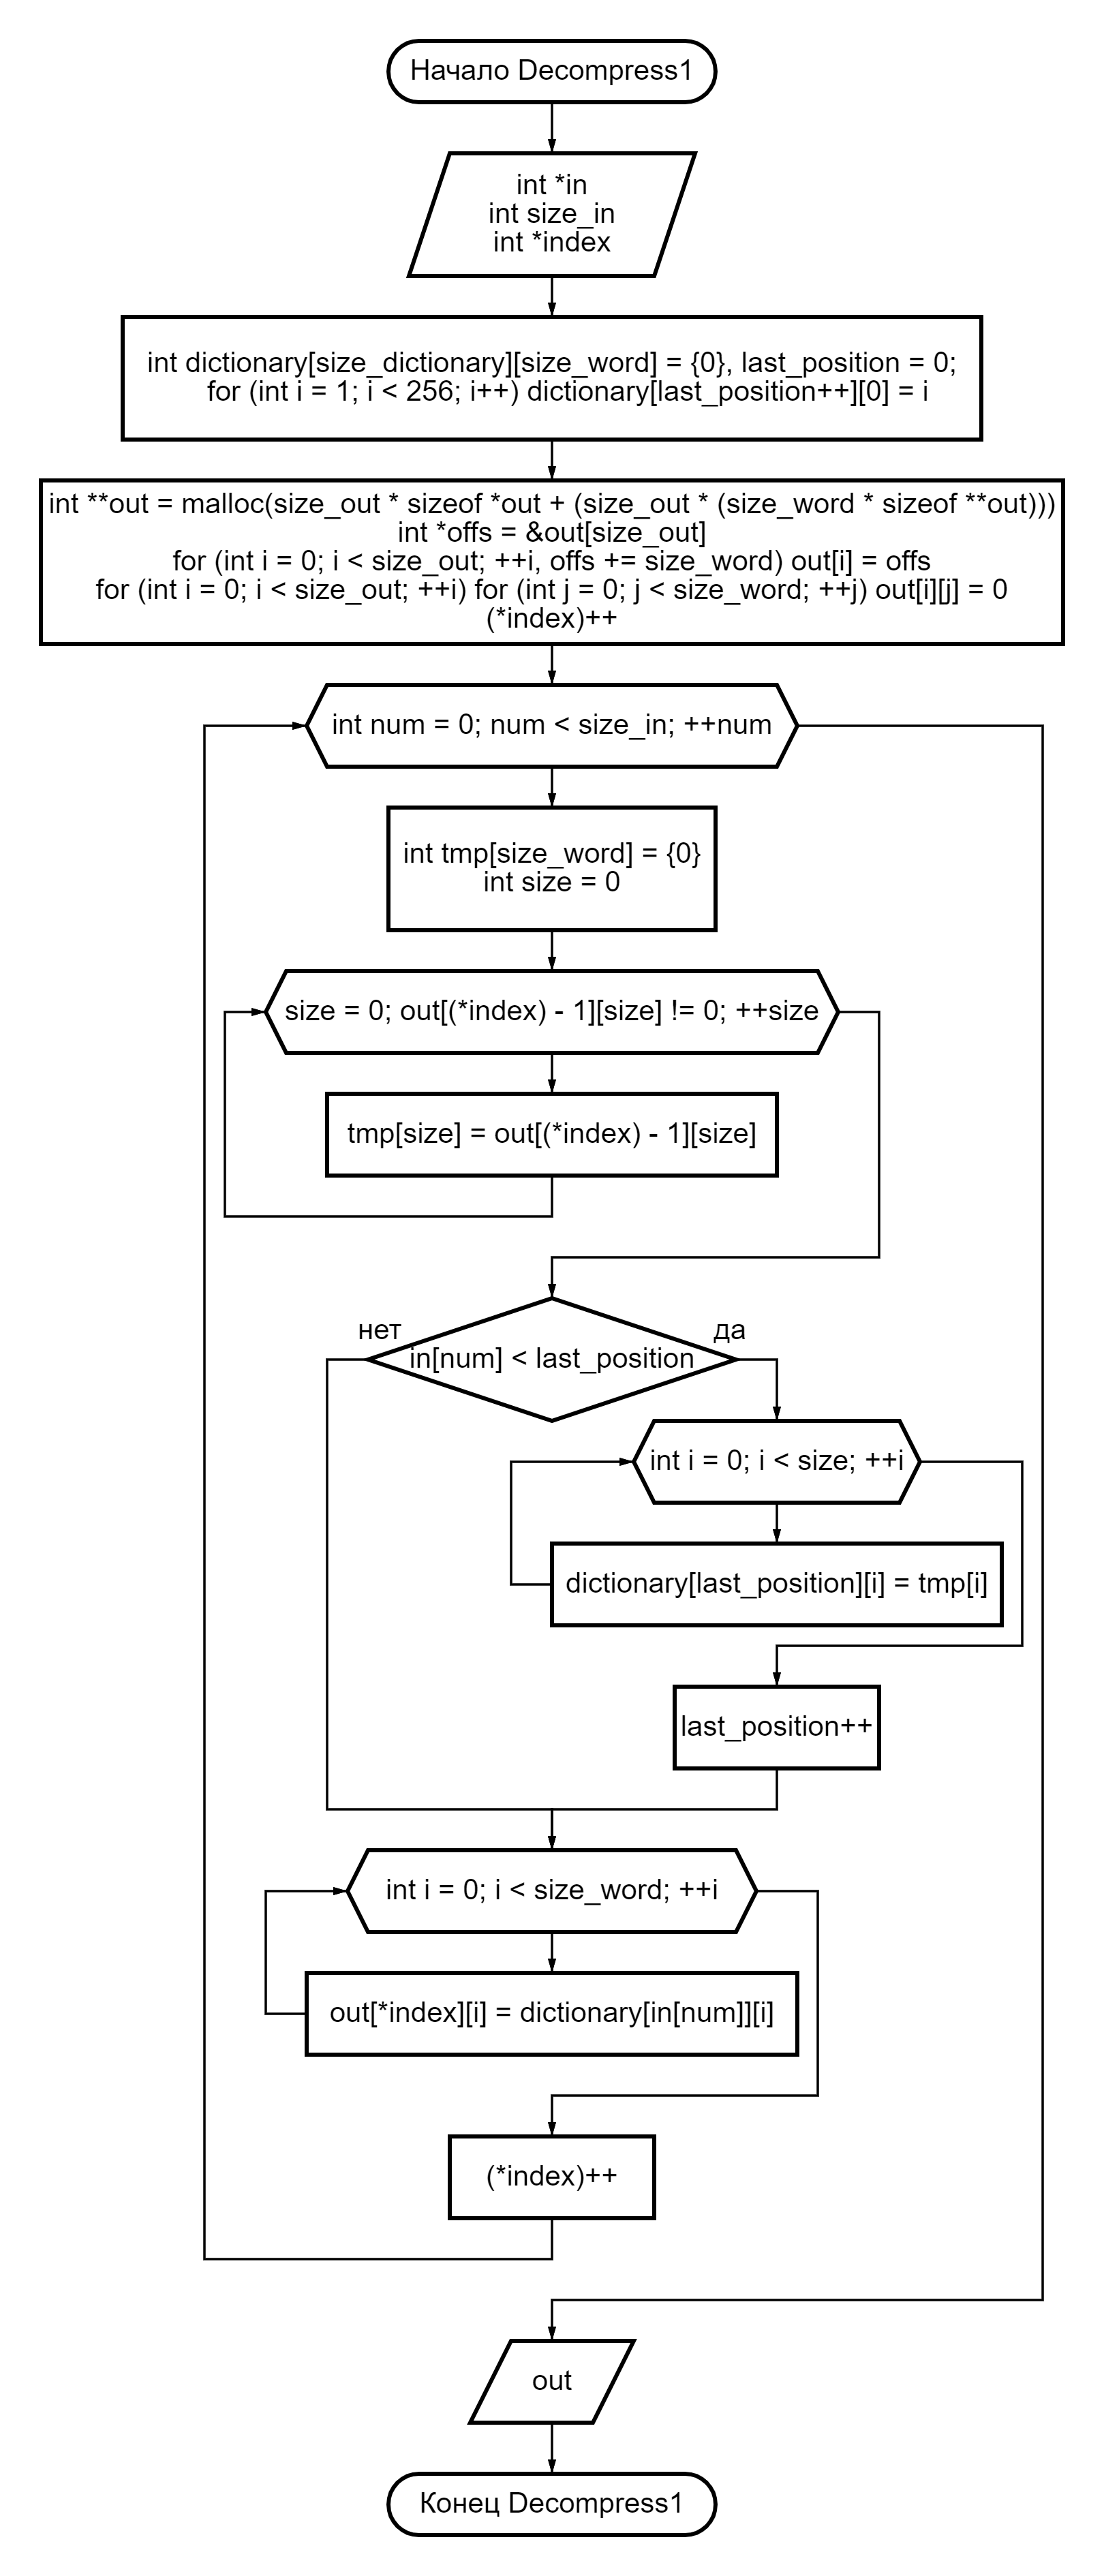 Начало Decompress1
int *in
int size_in
int *index
int dictionary[size_dictionary][size_word] = {0}, last_position = 0;
for (int i = 1; i < 256; i++) dictionary[last_position++][0] = i
int **out = malloc(size_out * sizeof *out + (size_out * (size_word * sizeof **out)))
int *offs = &out[size_out]
for (int i = 0; i < size_out; ++i, offs += size_word) out[i] = offs
for (int i = 0; i < size_out; ++i) for (int j = 0; j < size_word; ++j) out[i][j] = 0
(*index)++
int num = 0; num < size_in; ++num
int tmp[size_word] = {0}
int size = 0
size = 0; out[(*index) - 1][size] != 0; ++size
tmp[size] = out[(*index) - 1][size]
нет
да
in[num] < last_position
int i = 0; i < size; ++i
dictionary[last_position][i] = tmp[i]
last_position++
int i = 0; i < size_word; ++i
out[*index][i] = dictionary[in[num]][i]
(*index)++
out
Конец Decompress1